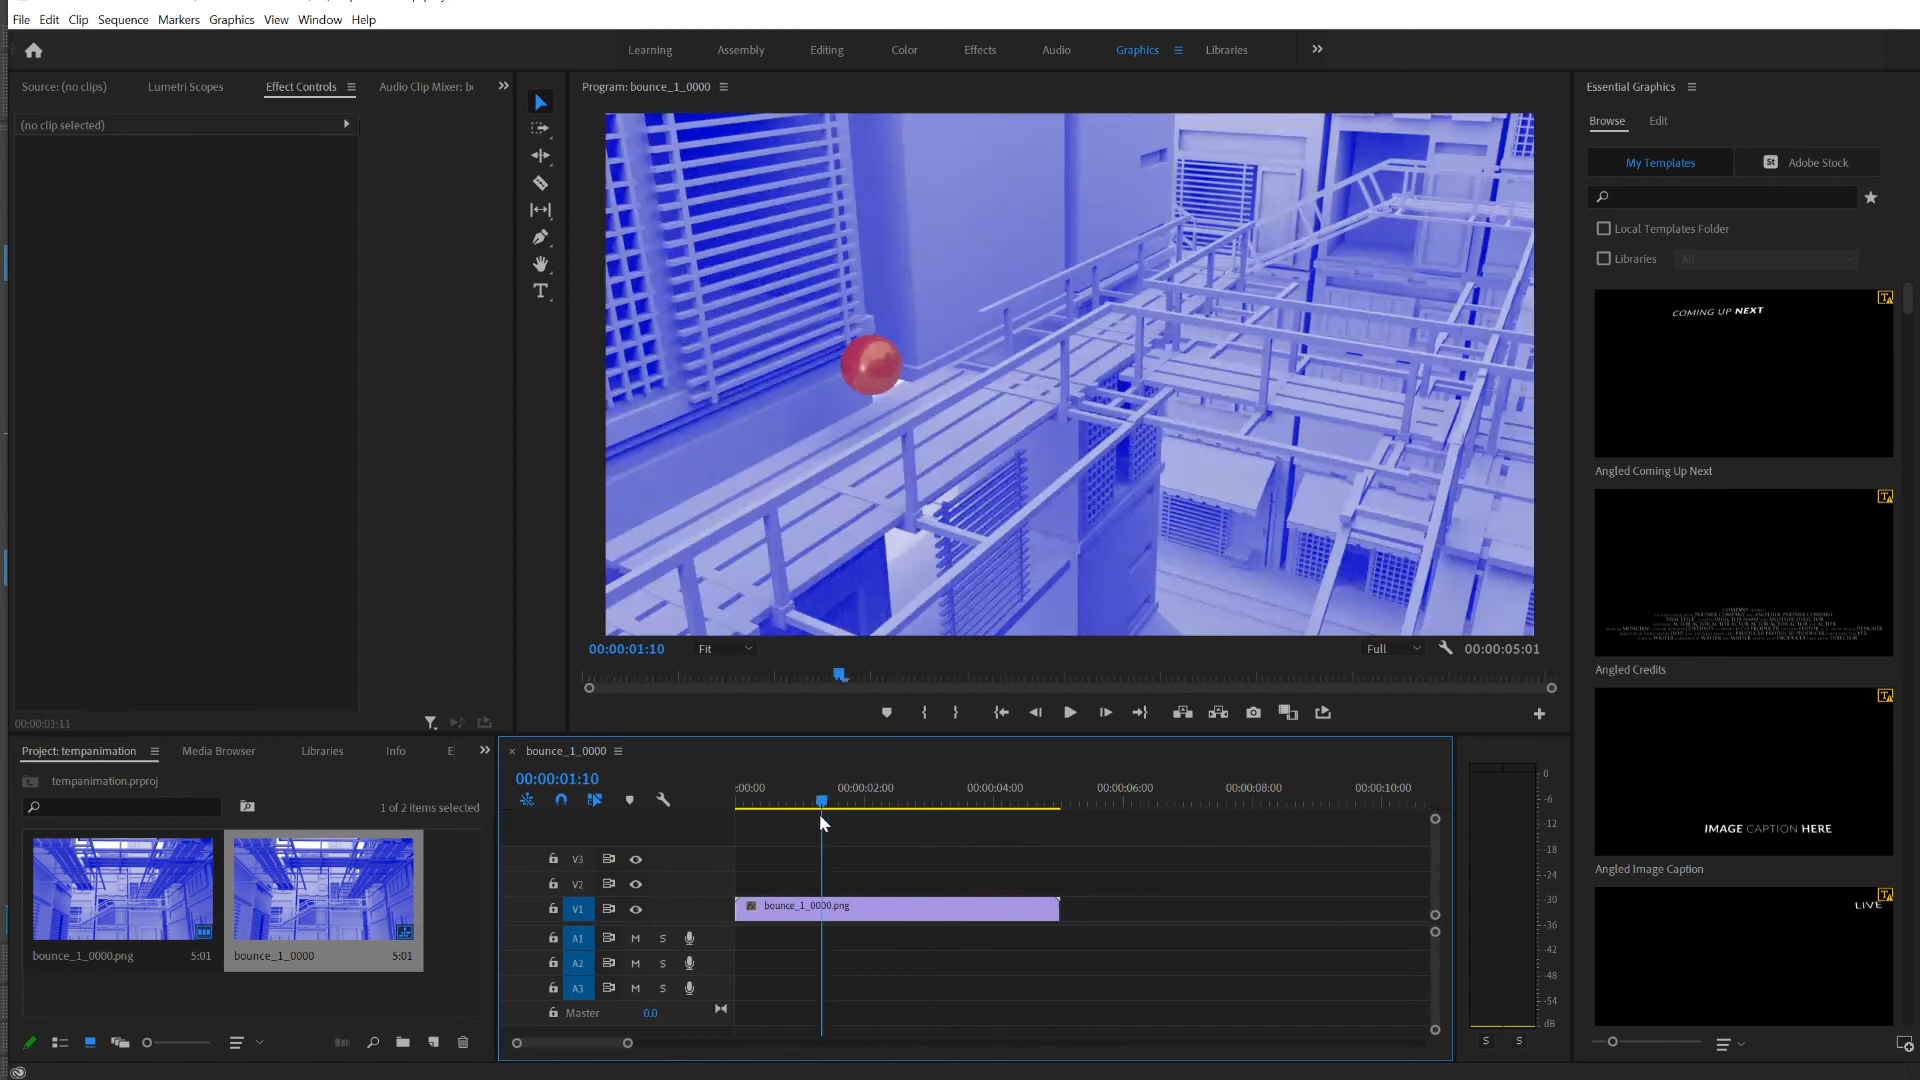 File Edit Clip Sequence Markers Graphics View Window Help
Learning Assembly Editing Color Effects Audio Graphics Libraries
Source: (no clips) Lumetri Scopes Effect Controls Audio Clip Mixer: b
(no clip selected)
00:00:01:11
Program: bounce_1_0000
00:00:01:10 Fit Full 00:00:05:01
Essential Graphics
Browse Edit
My Templates St Adobe Stock
Local Templates Folder
Libraries All
COMING UP NEXT
Angled Coming Up Next
Angled Credits
IMAGE CAPTION HERE
Angled Image Caption
LIVE
Project: tempanimation Media Browser Libraries Info E
tempanimation.prproj
1 of 2 items selected
bounce_1_0000.png 5:01
bounce_1_0000 5:01
bounce_1_0000
00:00:01:10
:00:00 00:00:02:00 00:00:04:00 00:00:06:00 00:00:08:00 00:00:10:00
V3
V2
V1 fx bounce_1_0000.png
A1 M S
A2 M S
A3 M S
Master 0.0
0
-6
-12
-18
-24
-30
-36
-42
-48
-54
dB
S S